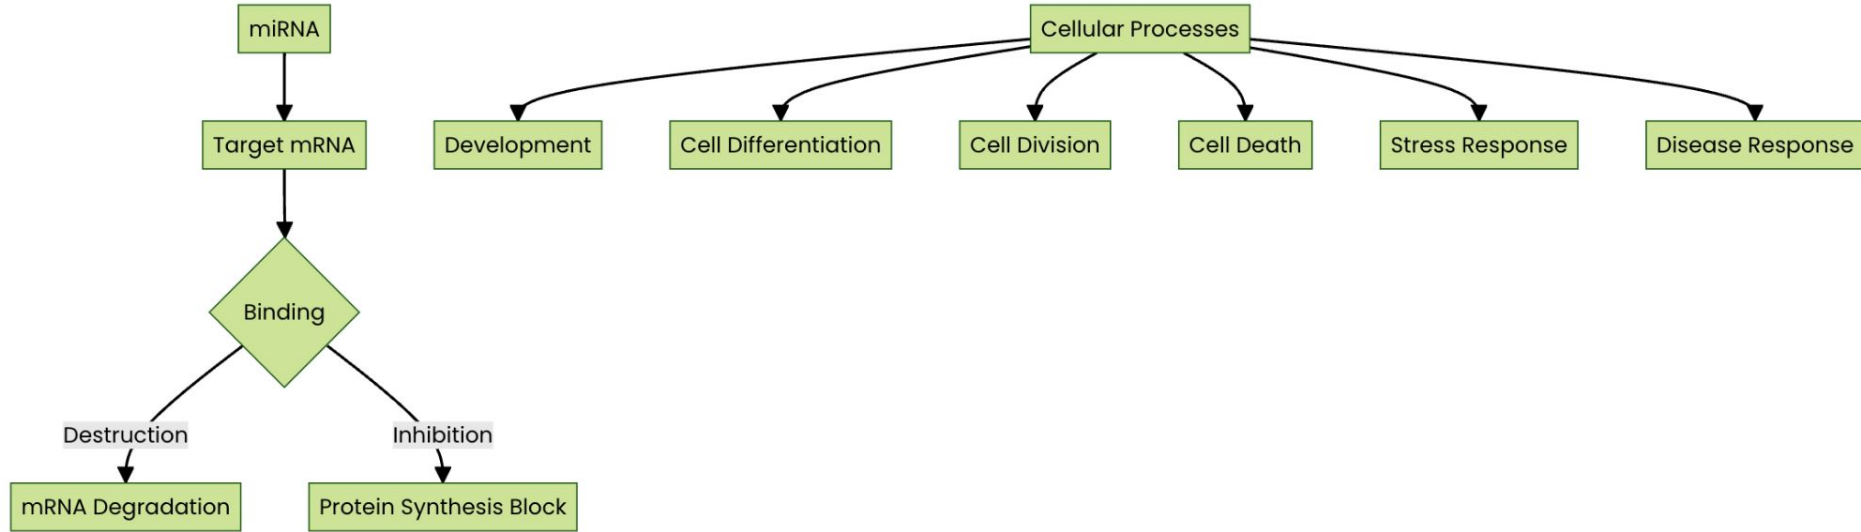 miRNA
Cellular Processes
Target mRNA
Development
Cell Differentiation
Cell Division
Cell Death
Stress Response
Disease Response
Binding
Destruction
Inhibition
mRNA Degradation
Protein Synthesis Block